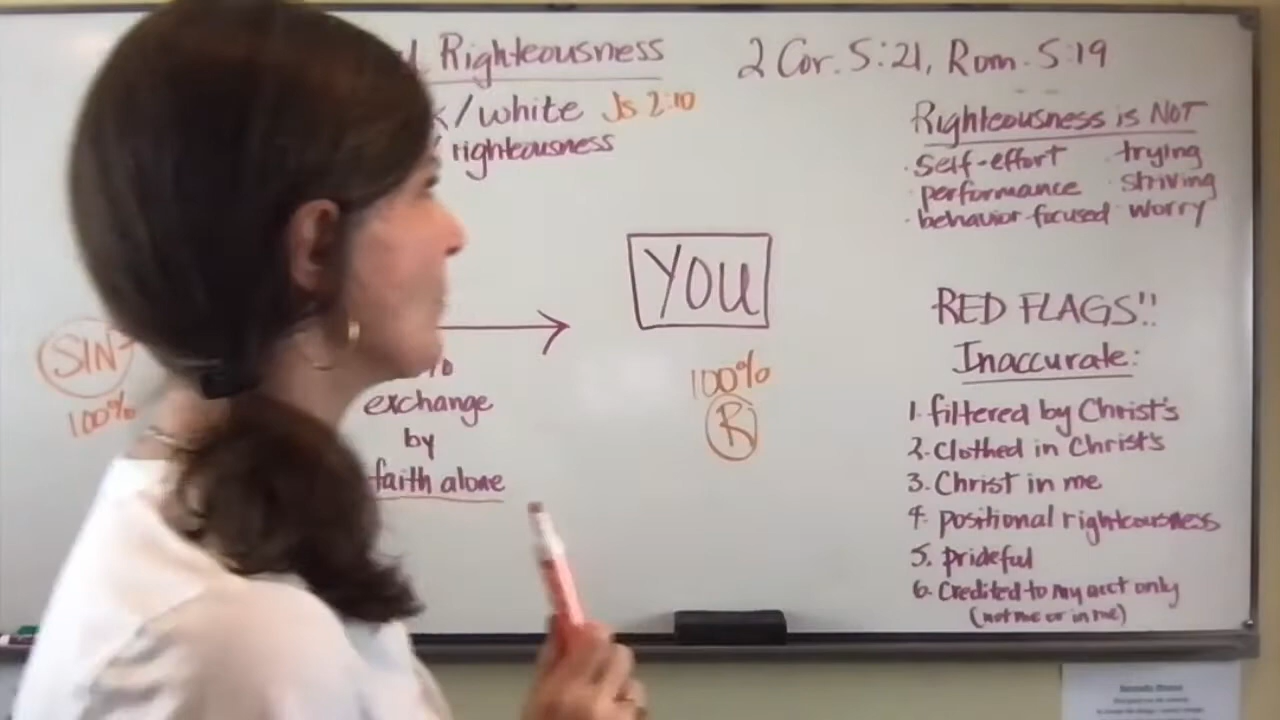 Righteousness
2 Cor. 5:21, Rom. 5:19
/white Js 2:10
righteousness
Righteousness is NOT
· Self-effort · trying
· performance · striving
· behavior-focused · worry
YOU
SIN
100%
exchange
by
faith alone
100%
R
RED FLAGS!!
Inaccurate:
1. filtered by Christ's
2. Clothed in Christ's
3. Christ in me
4. positional righteousness
5. prideful
6. Credited to my acct only
(not me or in me)